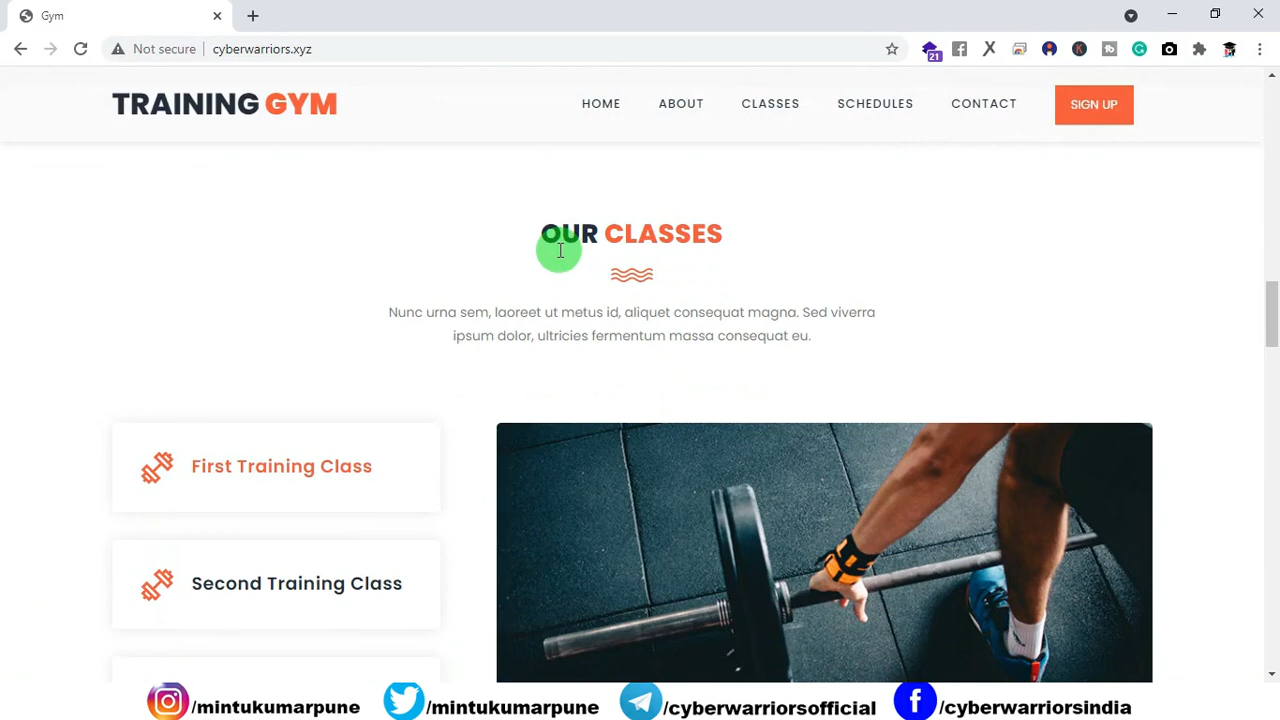 Gym
Not secure
cyberwarriors.xyz
21
TRAINING GYM
HOME
ABOUT
CLASSES
SCHEDULES
CONTACT
SIGN UP
OUR CLASSES
Nunc urna sem, laoreet ut metus id, aliquet consequat magna. Sed viverra
ipsum dolor, ultricies fermentum massa consequat eu.
First Training Class
Second Training Class
/mintukumarpune
/mintukumarpune
/cyberwarriorsofficial
/cyberwarriorsindia